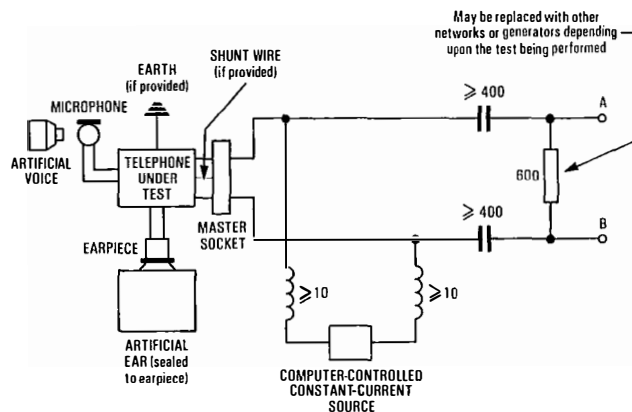 May be replaced with other
networks or generators depending
upon the test being performed
SHUNT WIRE
(if provided)
EARTH
(if provided)
MICROPHONE
ARTIFICIAL
VOICE
TELEPHONE
UNDER
TEST
MASTER
SOCKET
EARPIECE
ARTIFICIAL
EAR (sealed
to earpiece)
⩾ 400
A
600
⩾ 400
B
⩾10
⩾10
COMPUTER-CONTROLLED
CONSTANT-CURRENT
SOURCE